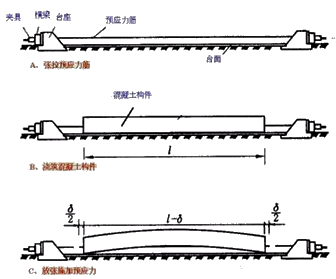 夹具 横梁 台座 预应力筋
台面
A、张拉预应力筋
混凝土构件
l
B、浇筑混凝土构件
δ/2 l-δ δ/2
C、放张施加预应力